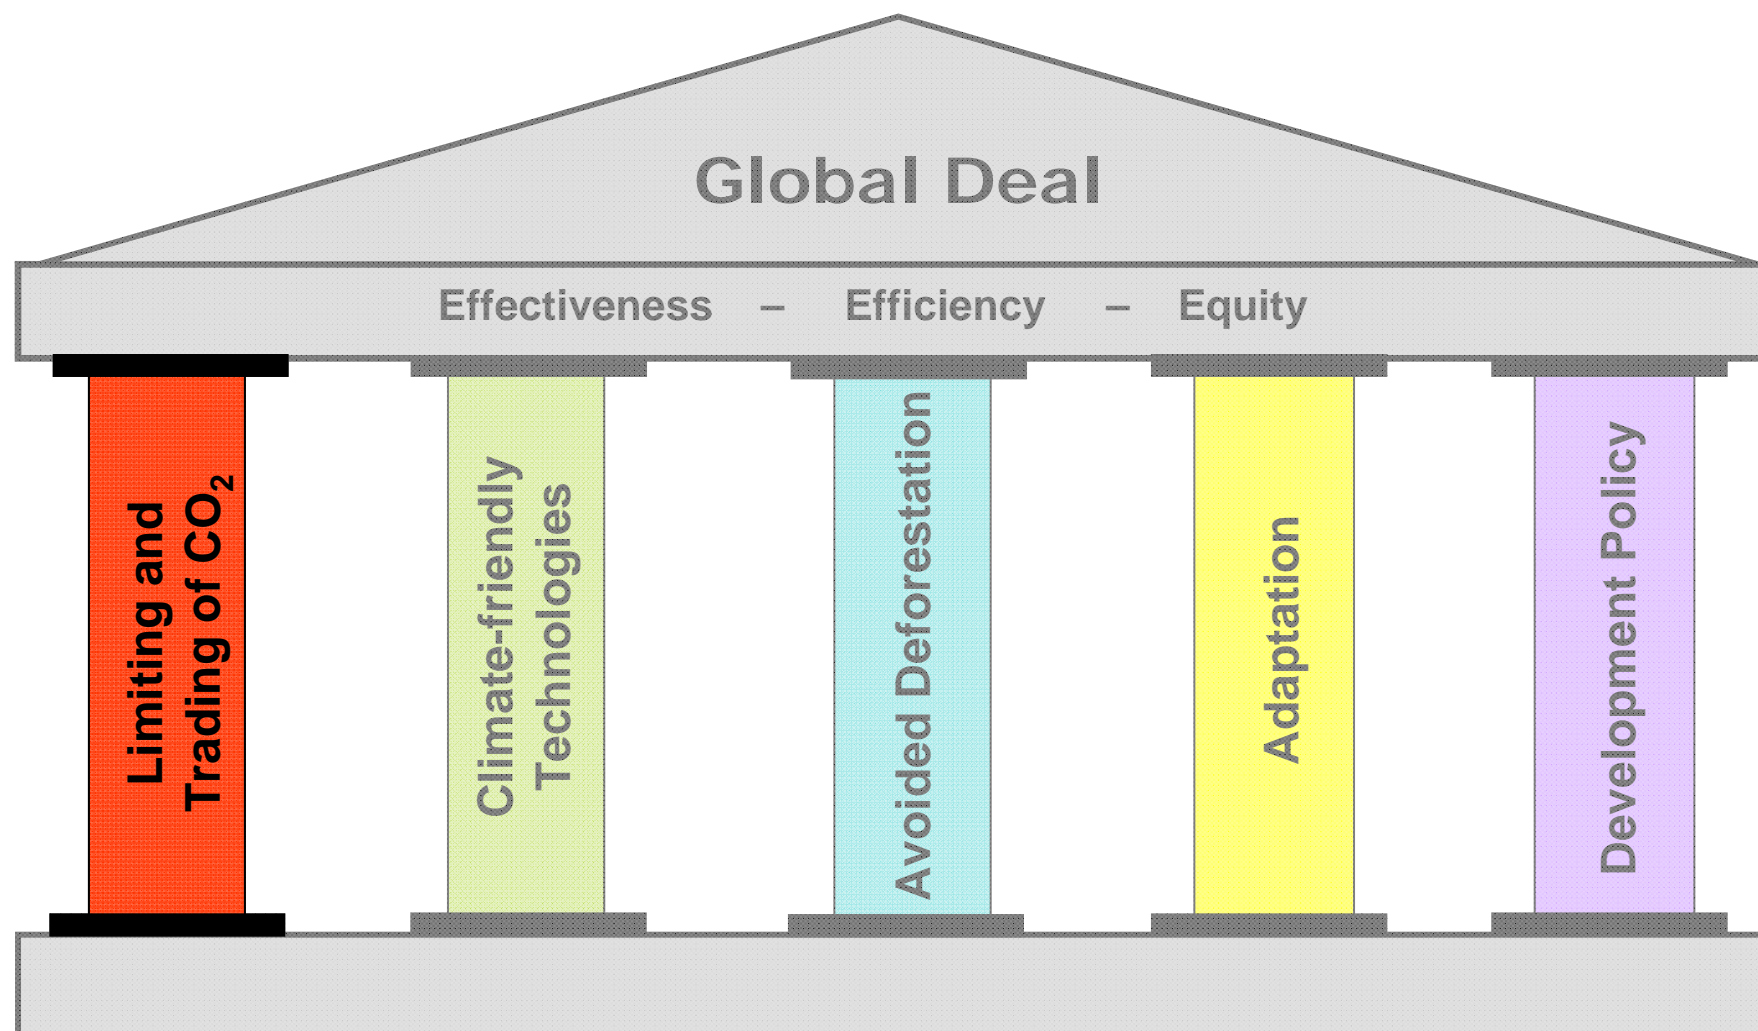 Global Deal
Effectiveness – Efficiency – Equity
Limiting and
Trading of CO₂
Climate-friendly
Technologies
Avoided Deforestation
Adaptation
Development Policy